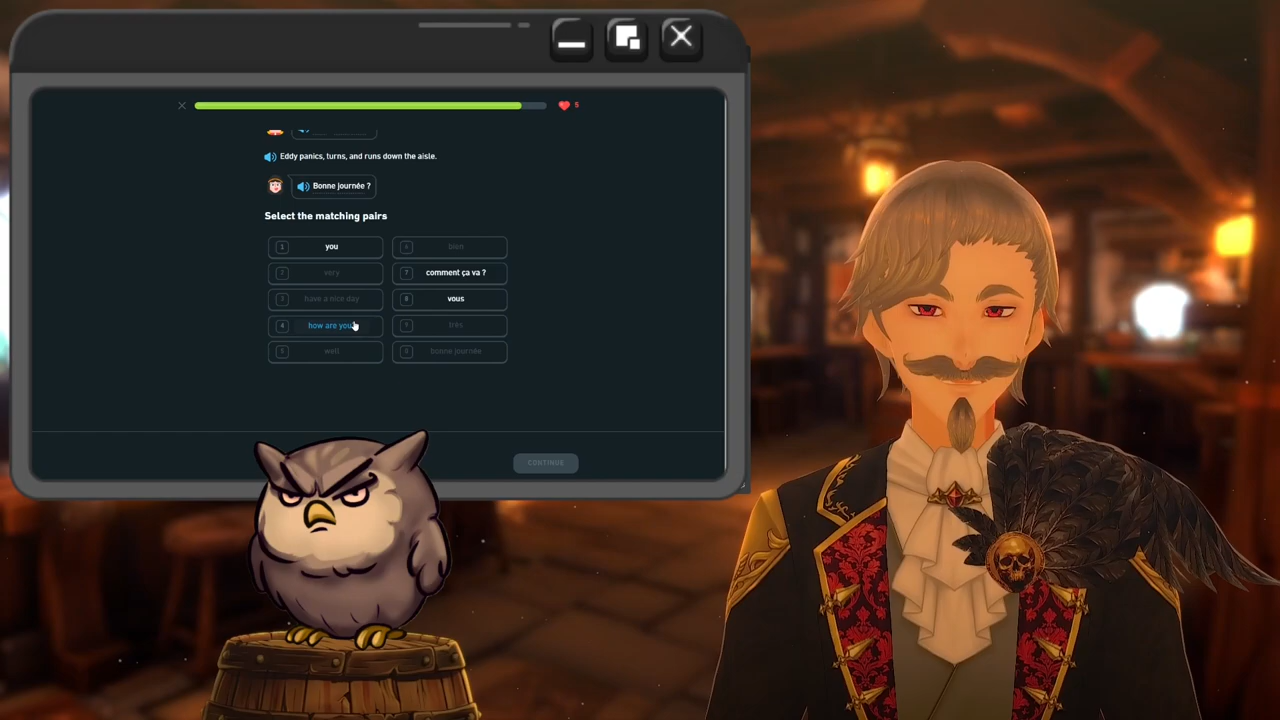 5
Eddy panics, turns, and runs down the aisle.
Bonne journée ?
Select the matching pairs
1 you
6 bien
2 very
7 comment ça va ?
3 have a nice day
8 vous
4 how are you
9 très
5 well
0 bonne journée
CONTINUE